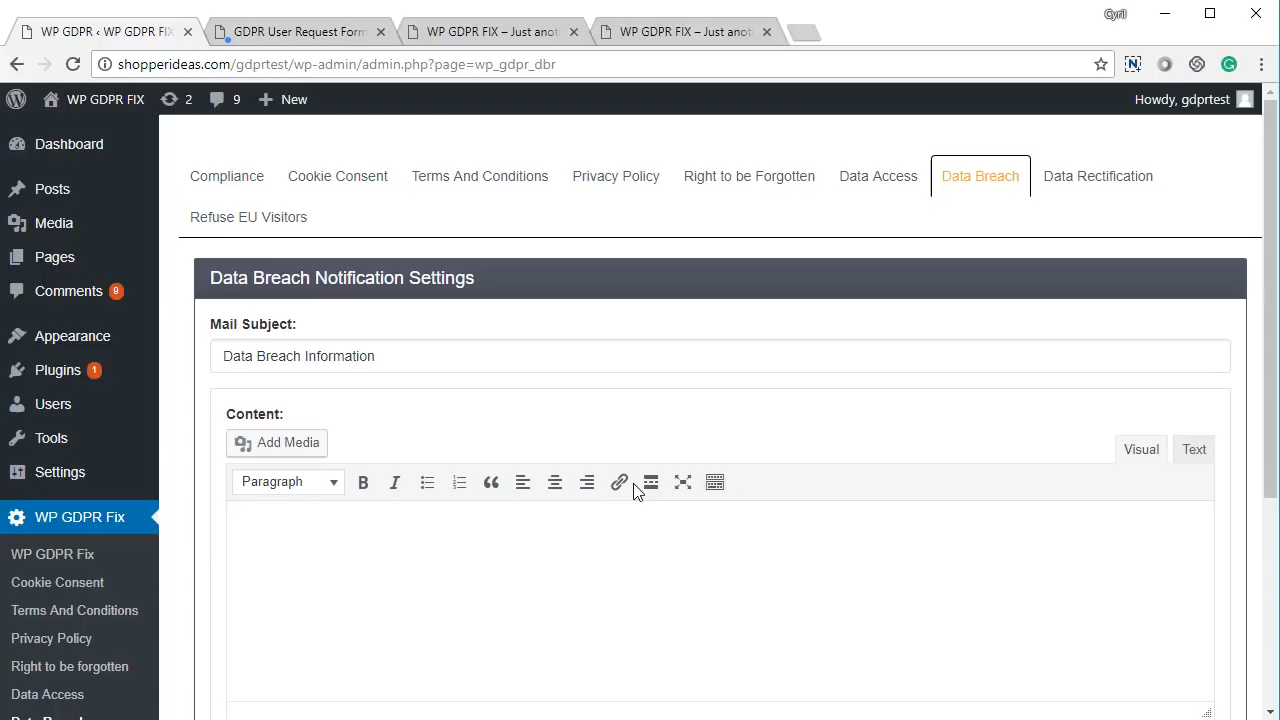 Cyril
WP GDPR ‹ WP GDPR FIX
GDPR User Request Form
WP GDPR FIX – Just anot
WP GDPR FIX – Just anot
shopperideas.com/gdprtest/wp-admin/admin.php?page=wp_gdpr_dbr
WP GDPR FIX
2
9
New
Howdy, gdprtest
Dashboard
Posts
Media
Pages
Comments 9
Appearance
Plugins 1
Users
Tools
Settings
WP GDPR Fix
WP GDPR Fix
Cookie Consent
Terms And Conditions
Privacy Policy
Right to be forgotten
Data Access
Compliance
Cookie Consent
Terms And Conditions
Privacy Policy
Right to be Forgotten
Data Access
Data Breach
Data Rectification
Refuse EU Visitors
Data Breach Notification Settings
Mail Subject:
Data Breach Information
Content:
Add Media
Visual
Text
Paragraph
B
I